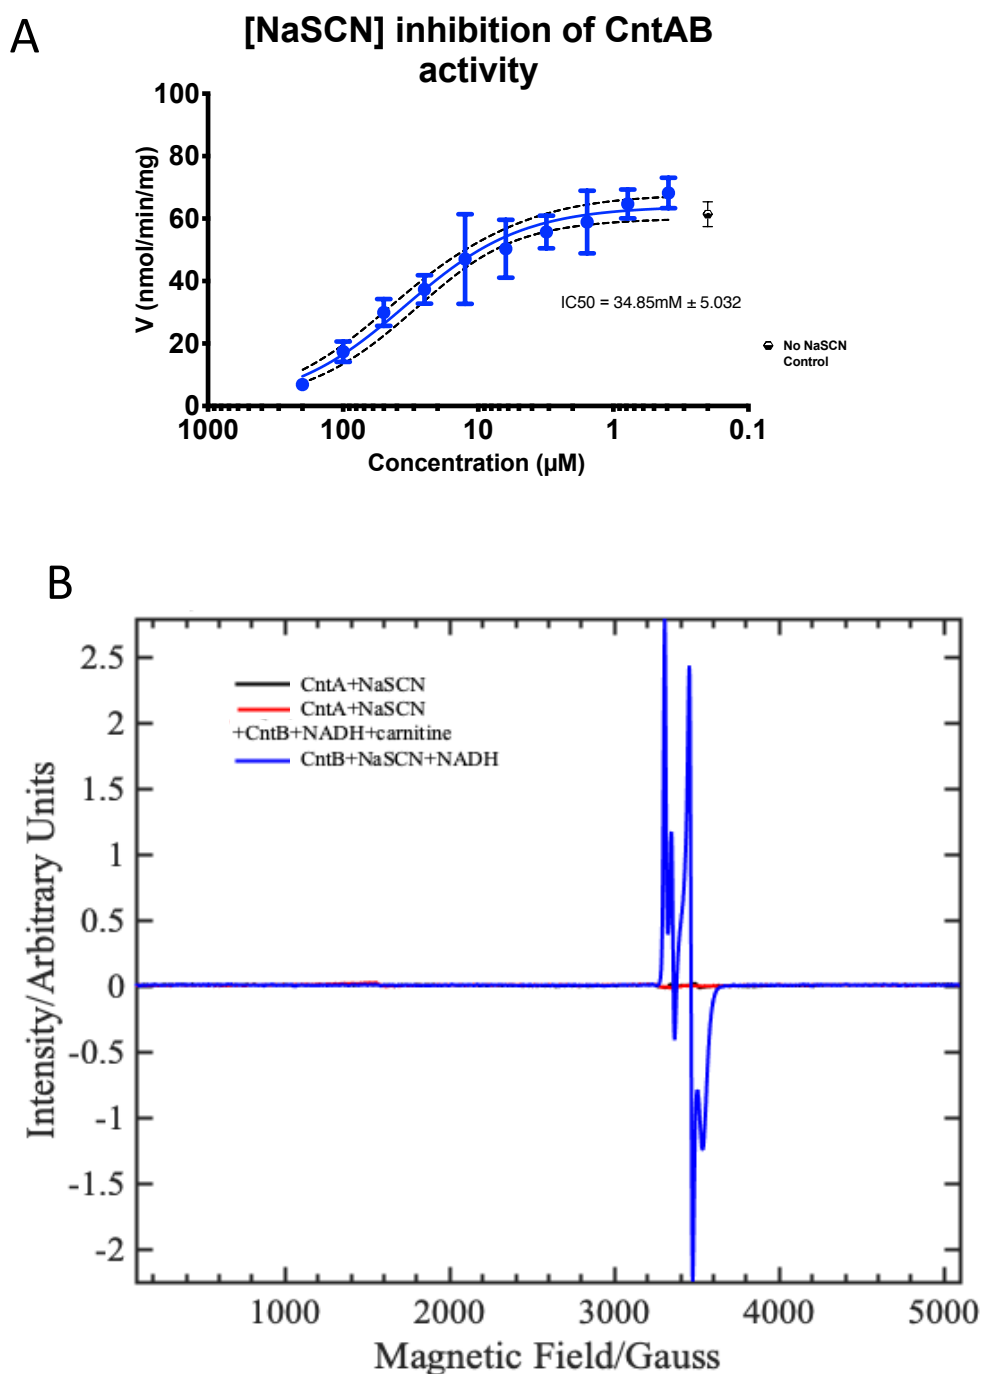 A
[NaSCN] inhibition of CntAB
activity
100
80
60
40
20
0
V (nmol/min/mg)
IC50 = 34.85mM ± 5.032
No NaSCN
Control
1000
100
10
1
0.1
Concentration (µM)
B
2.5
2
1.5
1
0.5
0
-0.5
-1
-1.5
-2
Intensity/Arbitrary Units
CntA+NaSCN
CntA+NaSCN
+CntB+NADH+carnitine
CntB+NaSCN+NADH
1000
2000
3000
4000
5000
Magnetic Field/Gauss